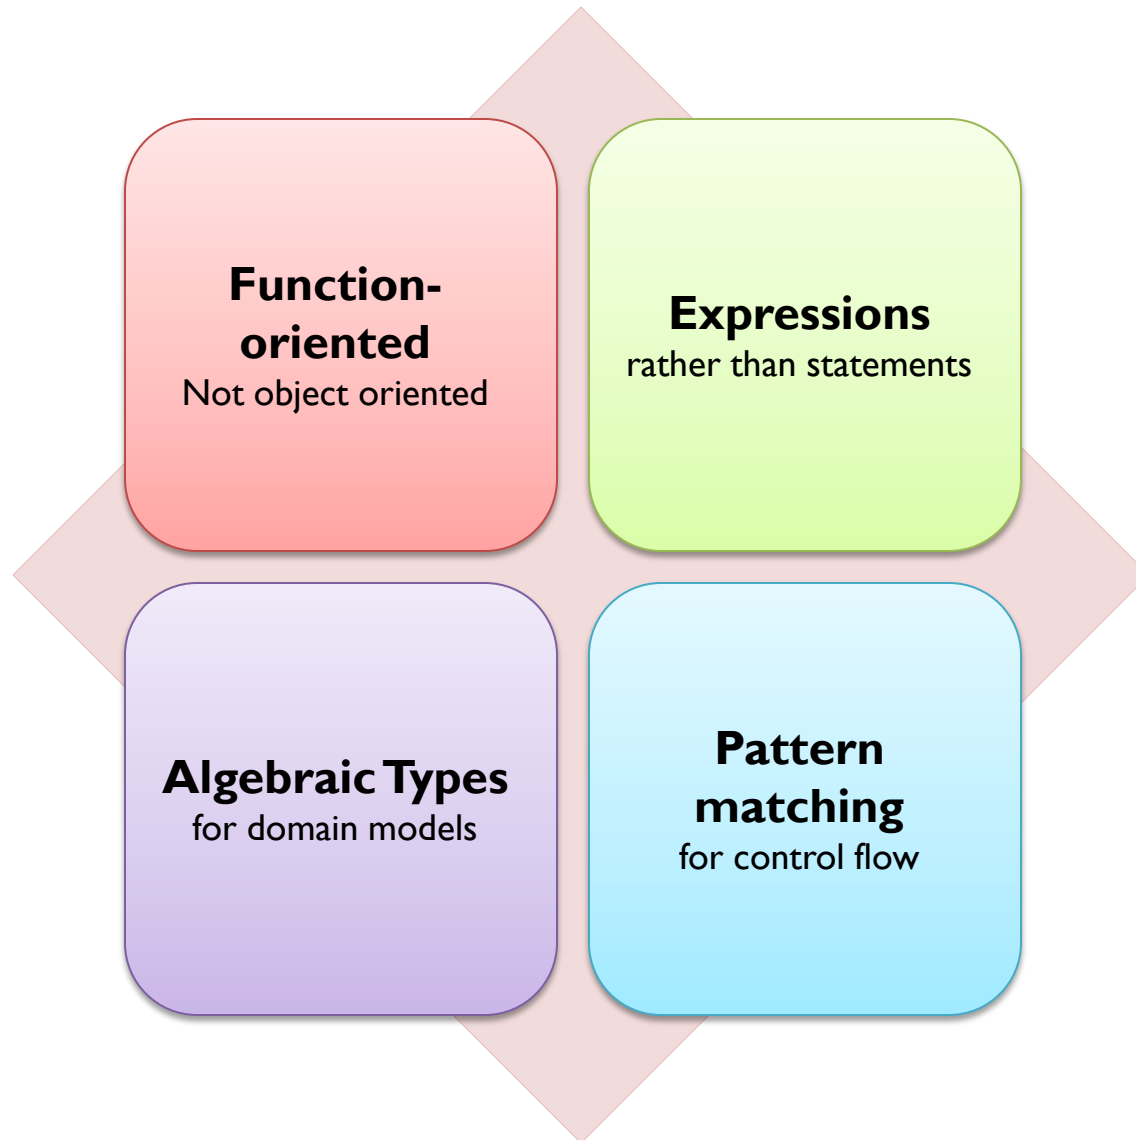 Function-
oriented
Not object oriented
Expressions
rather than statements
Algebraic Types
for domain models
Pattern
matching
for control flow